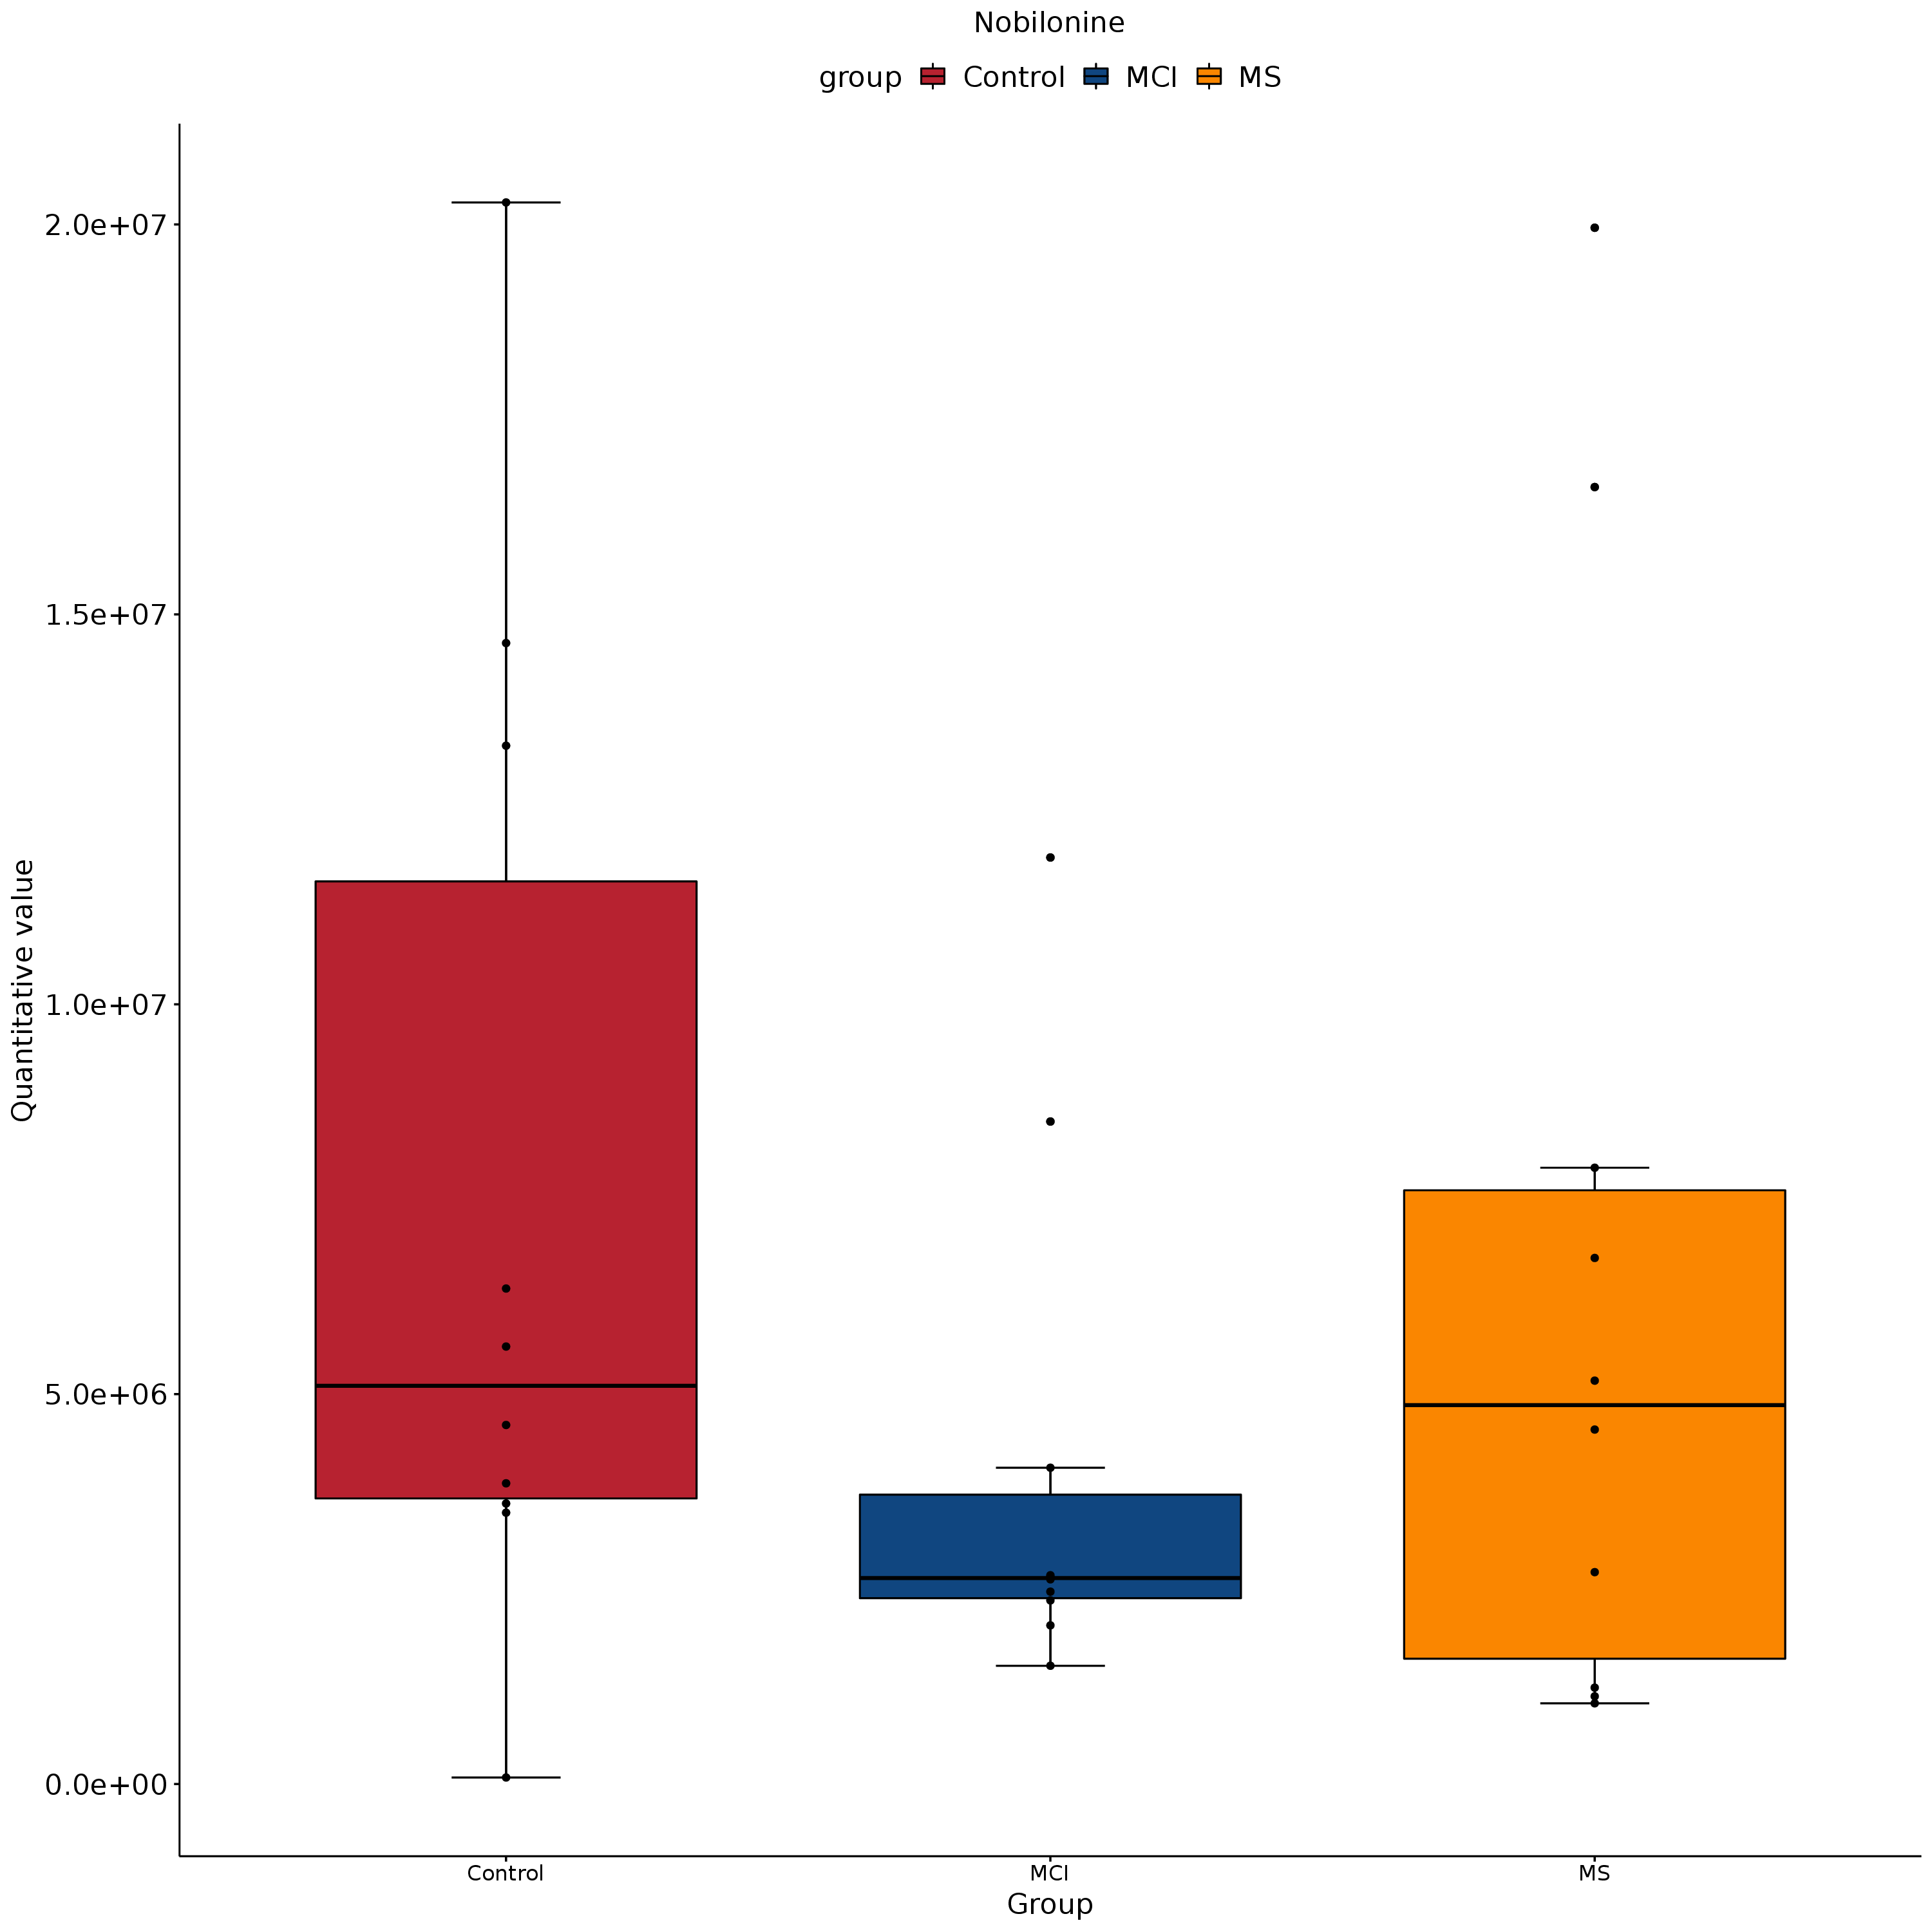 Nobilonine
group Control MCI MS
Quantitative value
2.0e+07
1.5e+07
1.0e+07
5.0e+06
0.0e+00
Control MCI MS
Group